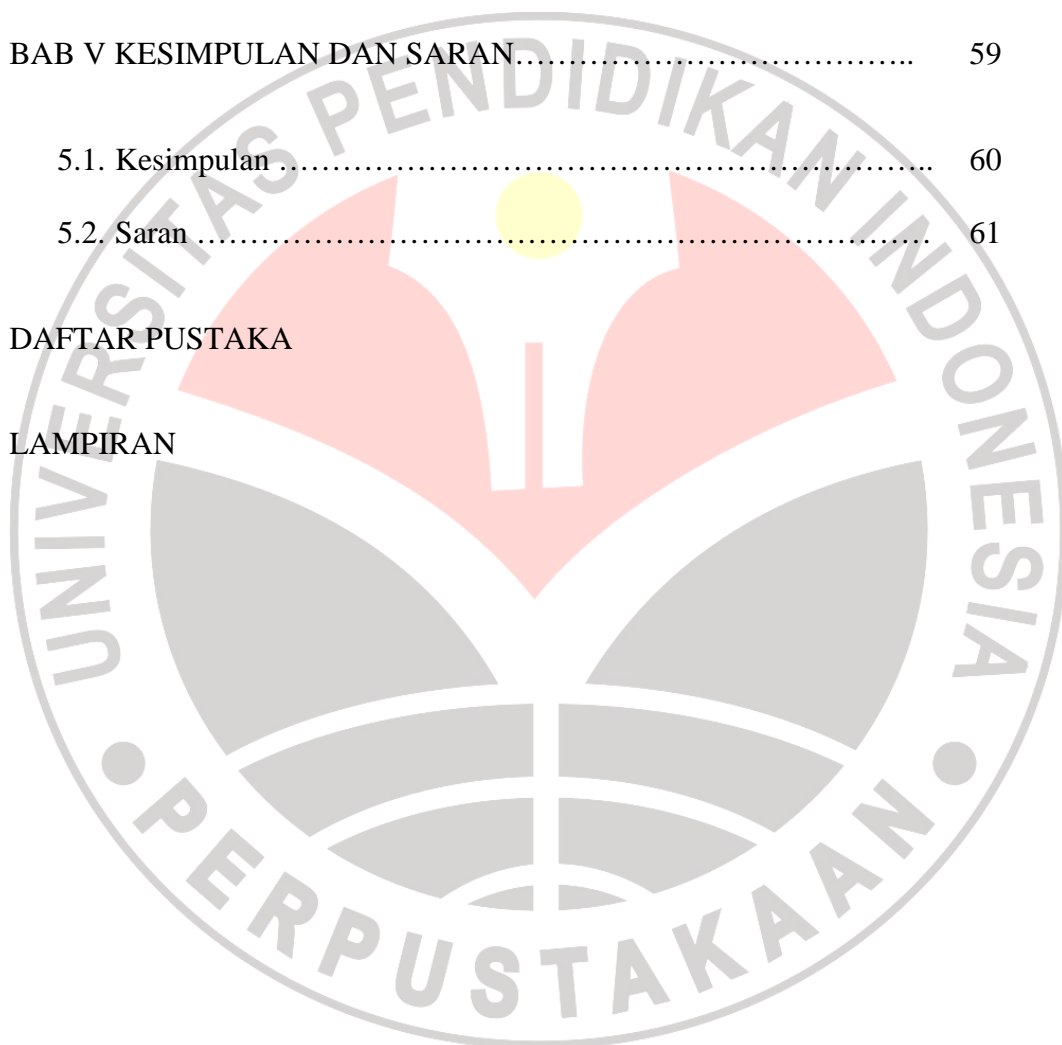 BAB V KESIMPULAN DAN SARAN……………………………….. 59
5.1. Kesimpulan ……………………………………………………. 60
5.2. Saran ……………………………………………………………. 61
DAFTAR PUSTAKA
LAMPIRAN
UNIVERSITAS PENDIDIKAN INDONESIA
PERPUSTAKAAN